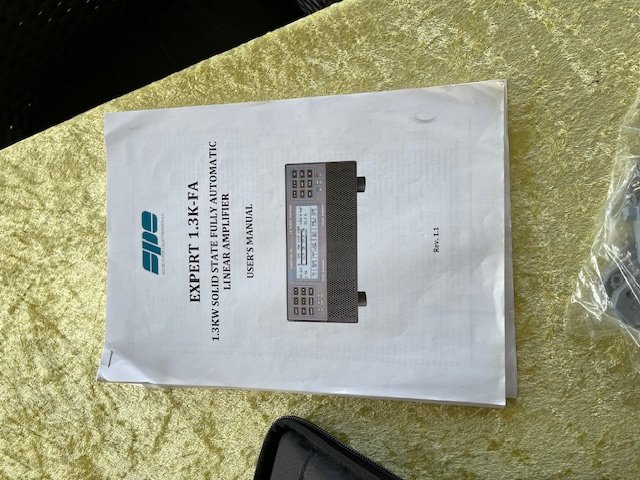 spe
EXPERT 1.3K-FA
1.3KW SOLID STATE FULLY AUTOMATIC
LINEAR AMPLIFIER
USER'S MANUAL
Rev. 1.1